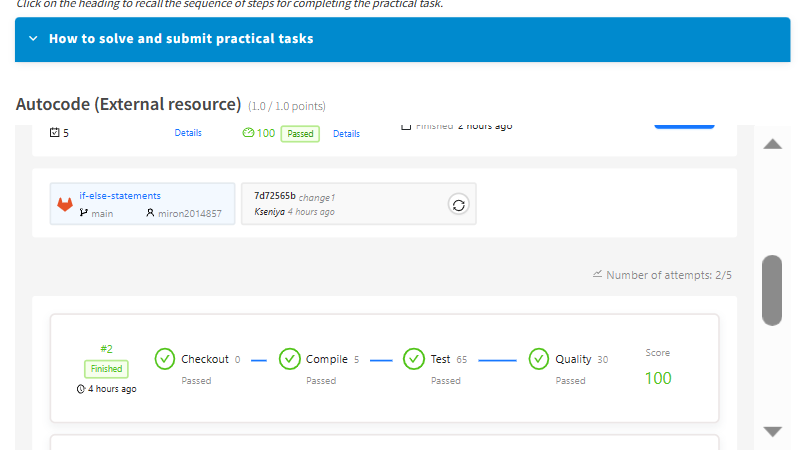 Click on the heading to recall the sequence of steps for completing the practical task.
How to solve and submit practical tasks
Autocode (External resource) (1.0 / 1.0 points)
5 Details 100 Passed Details Finished 2 hours ago
if-else-statements
main miron2014857
7d72565b change1
Kseniya 4 hours ago
Number of attempts: 2/5
#2
Finished
4 hours ago
Checkout 0
Passed
Compile 5
Passed
Test 65
Passed
Quality 30
Passed
Score
100